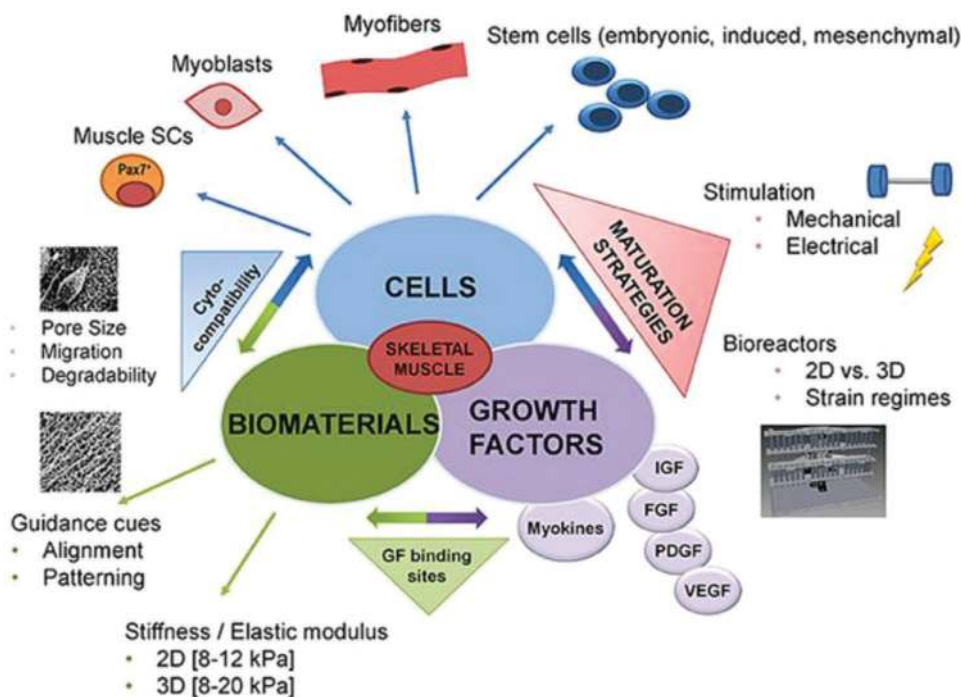 Myofibers
Stem cells (embryonic, induced, mesenchymal)
Myoblasts
Muscle SCs
Pax7⁺
Stimulation
• Mechanical
• Electrical
MATURATION
STRATEGIES
Cyto-
compatibility
CELLS
• Pore Size
• Migration
• Degradability
SKELETAL
MUSCLE
Bioreactors
• 2D vs. 3D
• Strain regimes
BIOMATERIALS
GROWTH
FACTORS
IGF
FGF
PDGF
VEGF
Myokines
Guidance cues
• Alignment
• Patterning
GF binding
sites
Stiffness / Elastic modulus
• 2D [8-12 kPa]
• 3D [8-20 kPa]